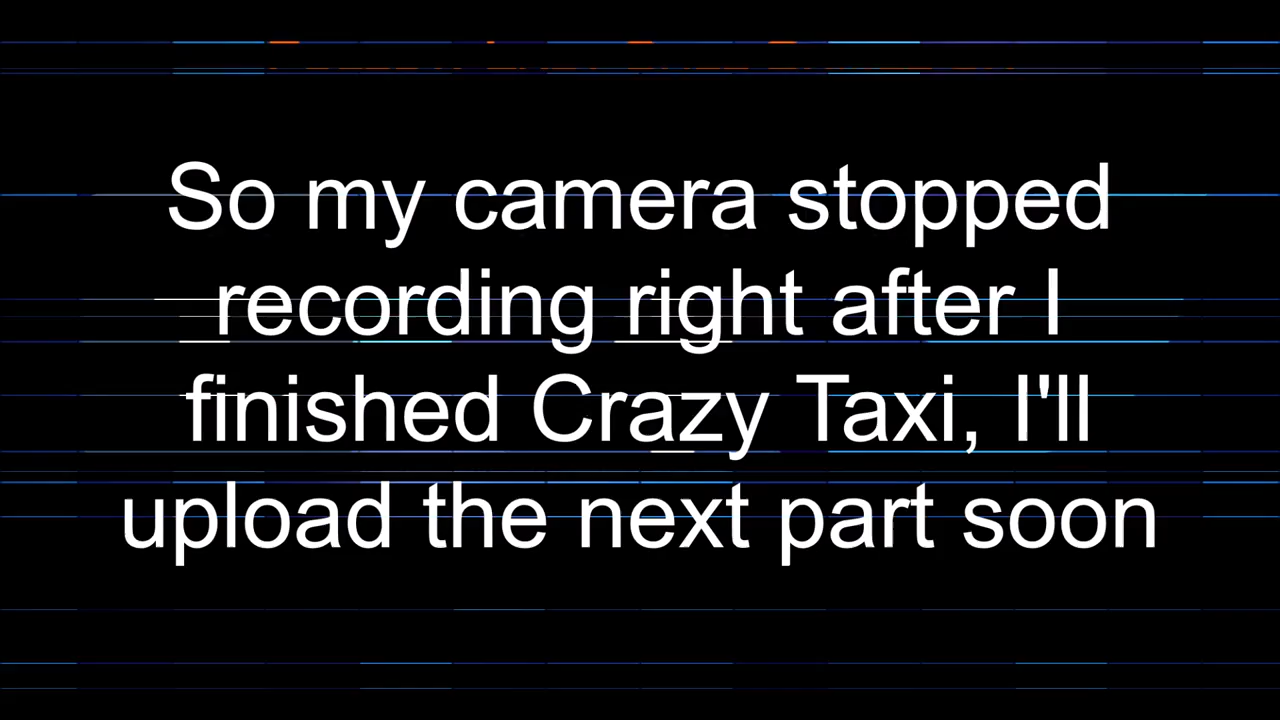 So my camera stopped
recording right after I
finished Crazy Taxi, I'll
upload the next part soon